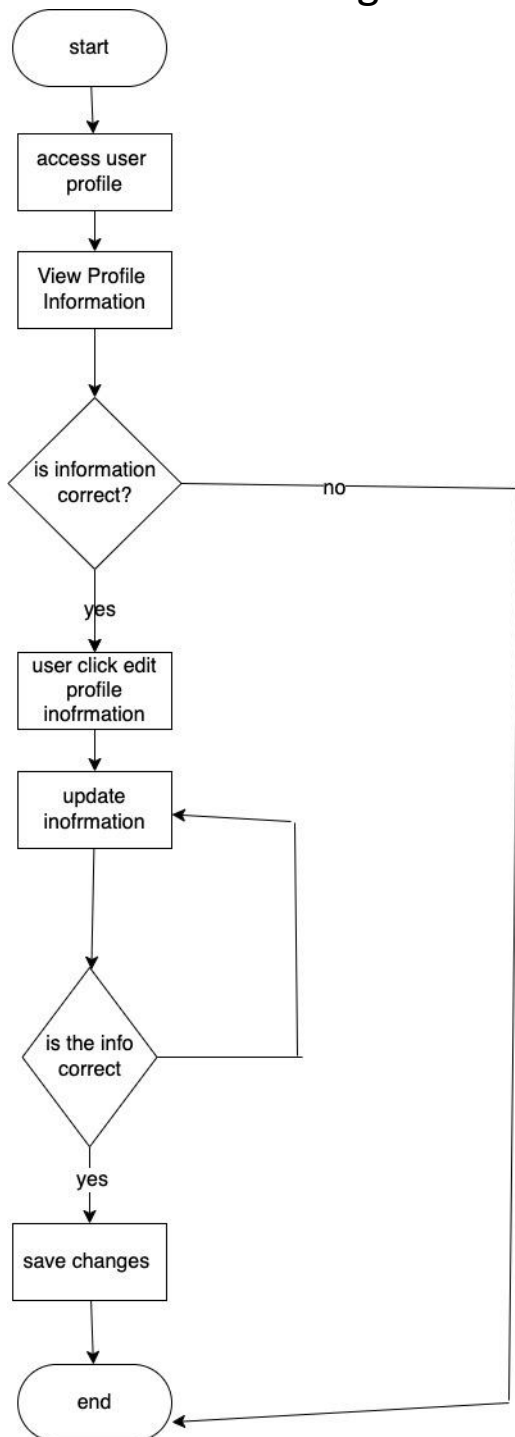 start
access user
profile
View Profile
Information
is information
correct?
no
yes
user click edit
profile
inofrmation
update
inofrmation
is the info
correct
yes
save changes
end